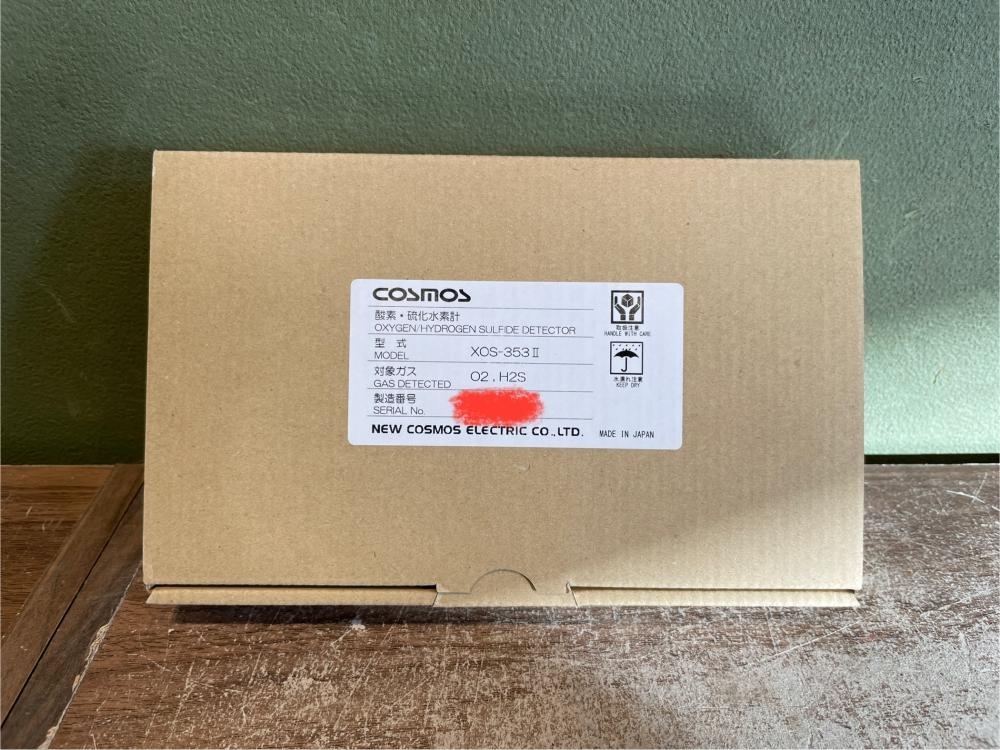 COSMOS
酸素・硫化水素計
OXYGEN/HYDROGEN SULFIDE DETECTOR
型式
MODEL XOS-353Ⅱ
対象ガス
GAS DETECTED O2,H2S
製造番号
SERIAL No.
NEW COSMOS ELECTRIC CO.,LTD.
取扱注意
HANDLE WITH CARE
水濡れ注意
KEEP DRY
MADE IN JAPAN